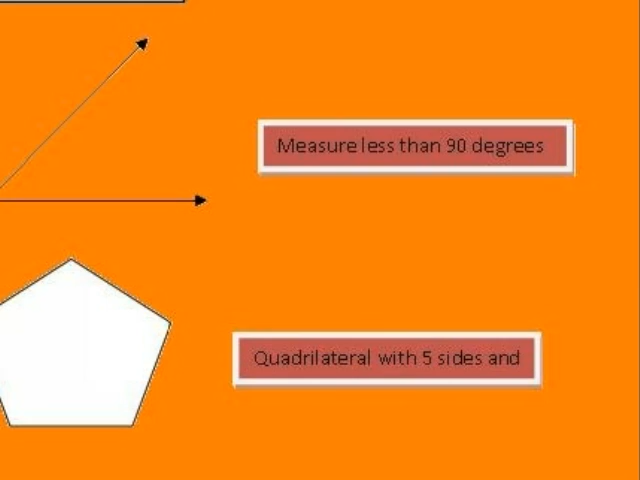 Measure less than 90 degrees
Quadrilateral with 5 sides and